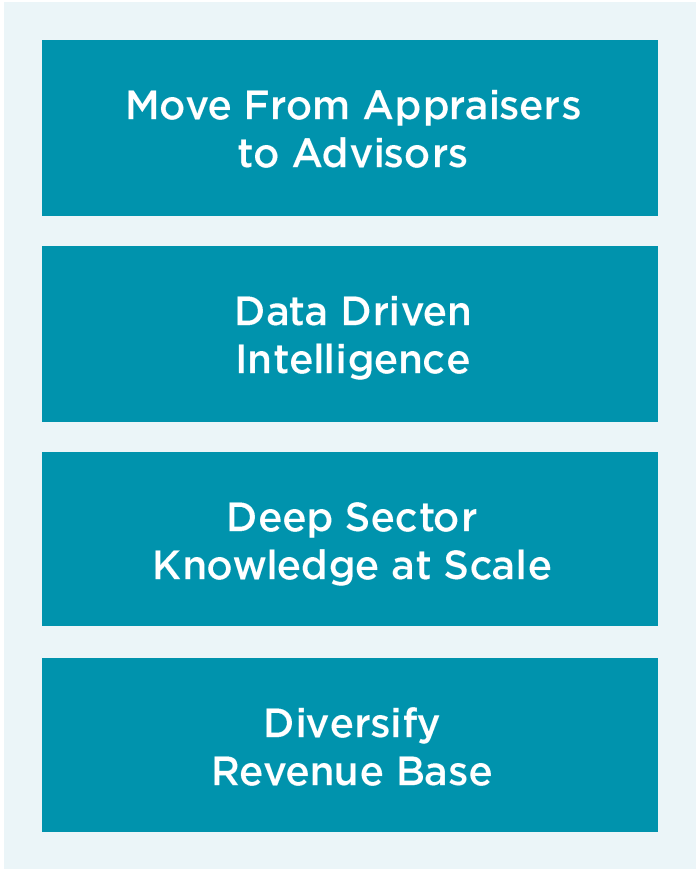 Move From Appraisers
to Advisors
Data Driven
Intelligence
Deep Sector
Knowledge at Scale
Diversify
Revenue Base